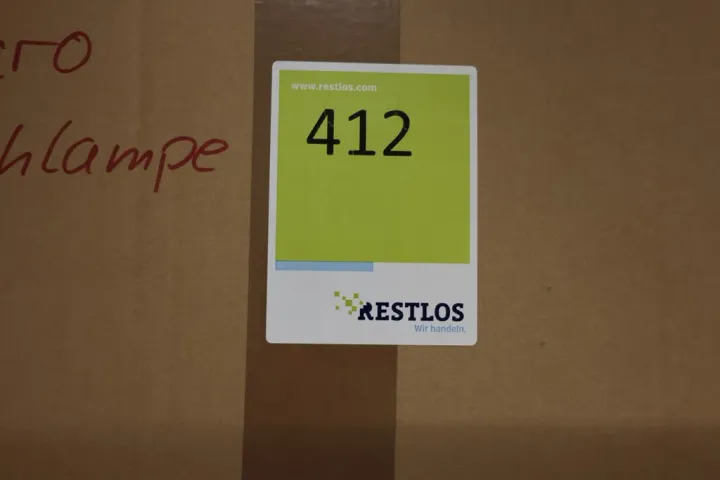 ero
hlampe
www.restlos.com
412
RESTLOS
Wir handeln.